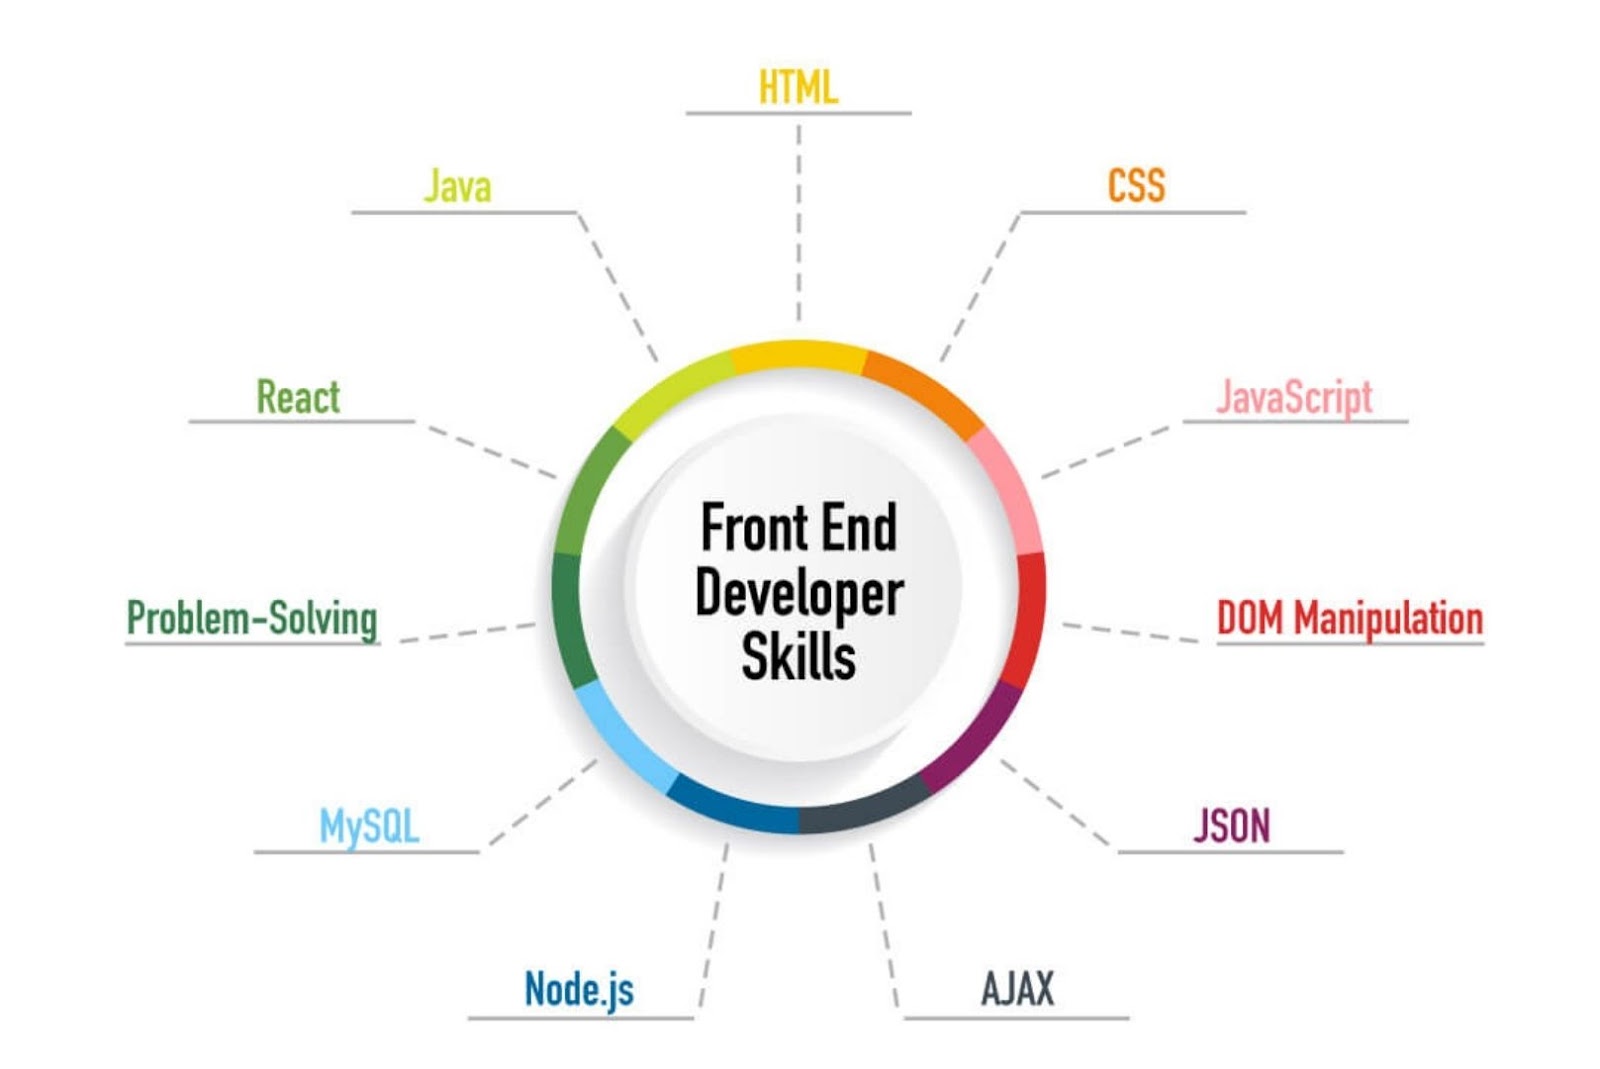 HTML
Java
CSS
React
JavaScript
Front End
Developer
Skills
Problem-Solving
DOM Manipulation
MySQL
JSON
Node.js
AJAX